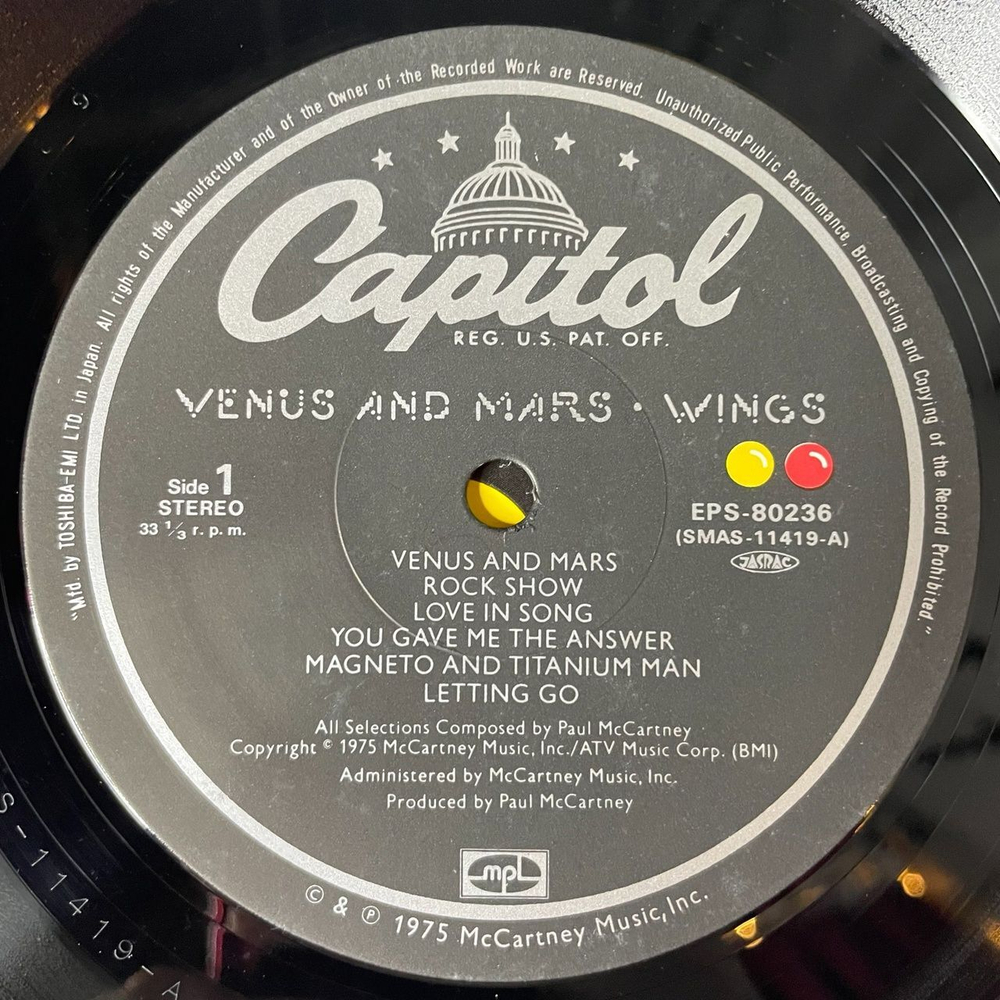 "Mfd. by TOSHIBA-EMI LTD. in Japan. All rights of the Manufacturer and of the Owner of the Recorded Work are Reserved. Unauthorized Public Performance, Broadcasting and Copying of the Record Prohibited."
Capitol
REG. U.S. PAT. OFF.
VENUS AND MARS · WINGS
Side 1
STEREO
33 1/3 r.p.m.
EPS-80236
(SMAS-11419-A)
JASRAC
VENUS AND MARS
ROCK SHOW
LOVE IN SONG
YOU GAVE ME THE ANSWER
MAGNETO AND TITANIUM MAN
LETTING GO
All Selections Composed by Paul McCartney
Copyright © 1975 McCartney Music, Inc./ATV Music Corp. (BMI)
Administered by McCartney Music, Inc.
Produced by Paul McCartney
mpl
© & ℗ 1975 McCartney Music, Inc.
S-11419-A